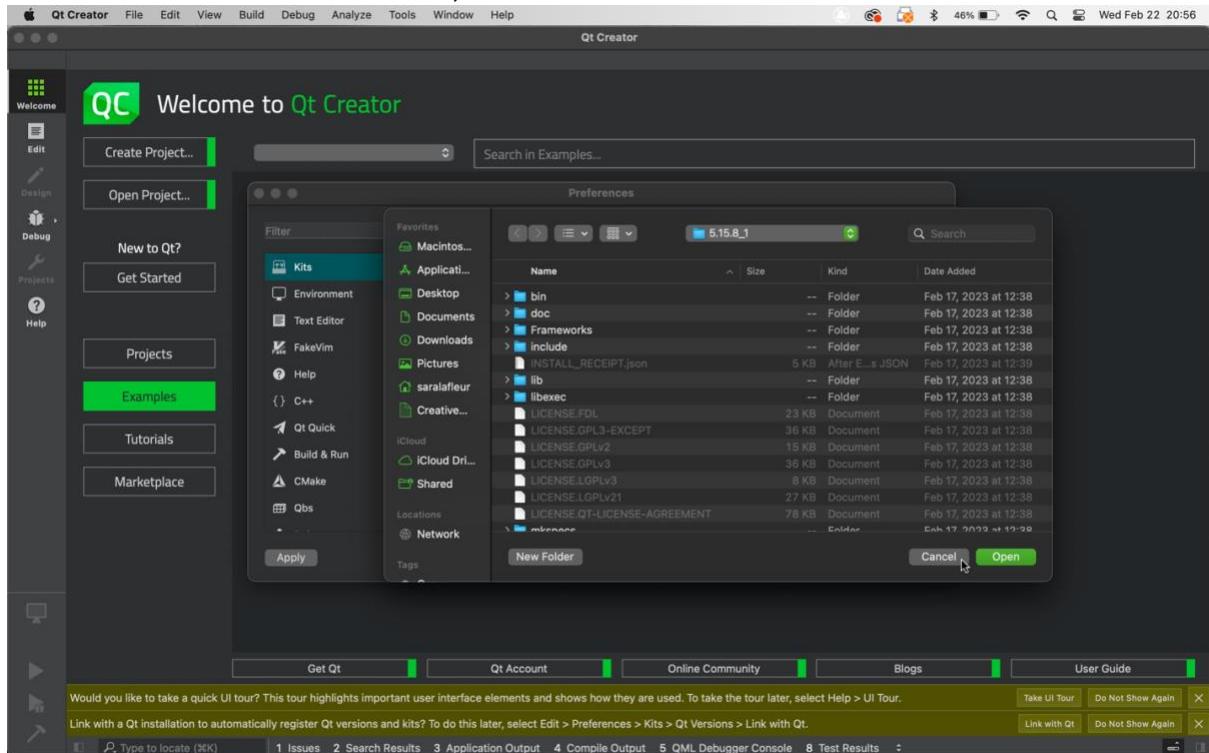 Qt Creator File Edit View Build Debug Analyze Tools Window Help 46% Wed Feb 22 20:56
Qt Creator
Welcome
Edit
Design
Debug
Projects
Help
QC Welcome to Qt Creator
Create Project...
Search in Examples...
Open Project...
New to Qt?
Get Started
Projects
Examples
Tutorials
Marketplace
Preferences
Filter
Kits
Environment
Text Editor
FakeVim
Help
{} C++
Qt Quick
Build & Run
CMake
Qbs
Apply
Favorites
Macintos...
Applicati...
Desktop
Documents
Downloads
Pictures
saralafleur
Creative...
iCloud
iCloud Dri...
Shared
Locations
Network
Tags
5.15.8_1
Search
Name Size Kind Date Added
bin -- Folder Feb 17, 2023 at 12:38
doc -- Folder Feb 17, 2023 at 12:38
Frameworks -- Folder Feb 17, 2023 at 12:38
include -- Folder Feb 17, 2023 at 12:38
INSTALL_RECEIPT.json 5 KB After E...s JSON Feb 17, 2023 at 12:39
lib -- Folder Feb 17, 2023 at 12:38
libexec -- Folder Feb 17, 2023 at 12:38
LICENSE.FDL 23 KB Document Feb 17, 2023 at 12:38
LICENSE.GPL3-EXCEPT 36 KB Document Feb 17, 2023 at 12:38
LICENSE.GPLv2 15 KB Document Feb 17, 2023 at 12:38
LICENSE.GPLv3 36 KB Document Feb 17, 2023 at 12:38
LICENSE.LGPLv3 8 KB Document Feb 17, 2023 at 12:38
LICENSE.LGPLv21 27 KB Document Feb 17, 2023 at 12:38
LICENSE.QT-LICENSE-AGREEMENT 78 KB Document Feb 17, 2023 at 12:38
mkspecs -- Folder Feb 17, 2023 at 12:38
New Folder Cancel Open
Get Qt Qt Account Online Community Blogs User Guide
Would you like to take a quick UI tour? This tour highlights important user interface elements and shows how they are used. To take the tour later, select Help > UI Tour. Take UI Tour Do Not Show Again
Link with a Qt installation to automatically register Qt versions and kits? To do this later, select Edit > Preferences > Kits > Qt Versions > Link with Qt. Link with Qt Do Not Show Again
Type to locate (⌘K) 1 Issues 2 Search Results 3 Application Output 4 Compile Output 5 QML Debugger Console 8 Test Results